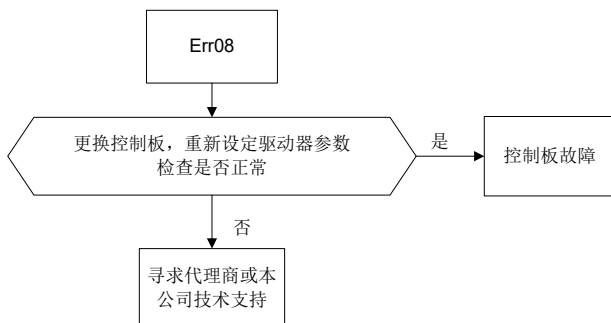 Err08
更换控制板，重新设定驱动器参数
检查是否正常
是
控制板故障
否
寻求代理商或本
公司技术支持